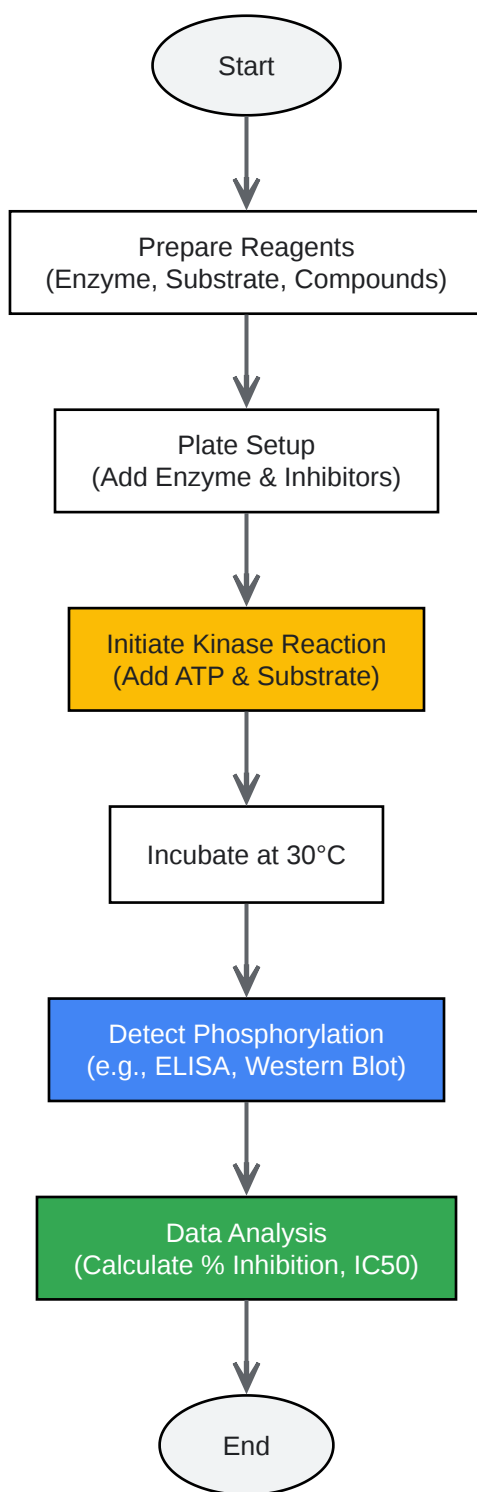 Start
Prepare Reagents
(Enzyme, Substrate, Compounds)
Plate Setup
(Add Enzyme & Inhibitors)
Initiate Kinase Reaction
(Add ATP & Substrate)
Incubate at 30°C
Detect Phosphorylation
(e.g., ELISA, Western Blot)
Data Analysis
(Calculate % Inhibition, IC50)
End